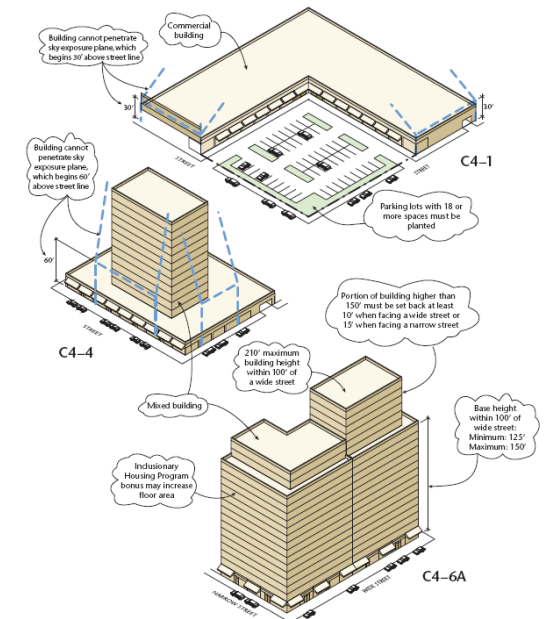 Building cannot penetrate
sky exposure plane, which
begins 30' above street line
Commercial
building
30'
30'
STREET
STREET
C4–1
Building cannot
penetrate sky
exposure plane,
which begins 60'
above street line
Parking lots with 18 or
more spaces must be
planted
60'
STREET
C4–4
Portion of building higher than
150' must be set back at least
10' when facing a wide street or
15' when facing a narrow street
210' maximum
building height
within 100' of
a wide street
Mixed building
Base height
within 100' of
wide street:
Minimum: 125'
Maximum: 150'
Inclusionary
Housing Program
bonus may increase
floor area
C4–6A
NARROW STREET
WIDE STREET